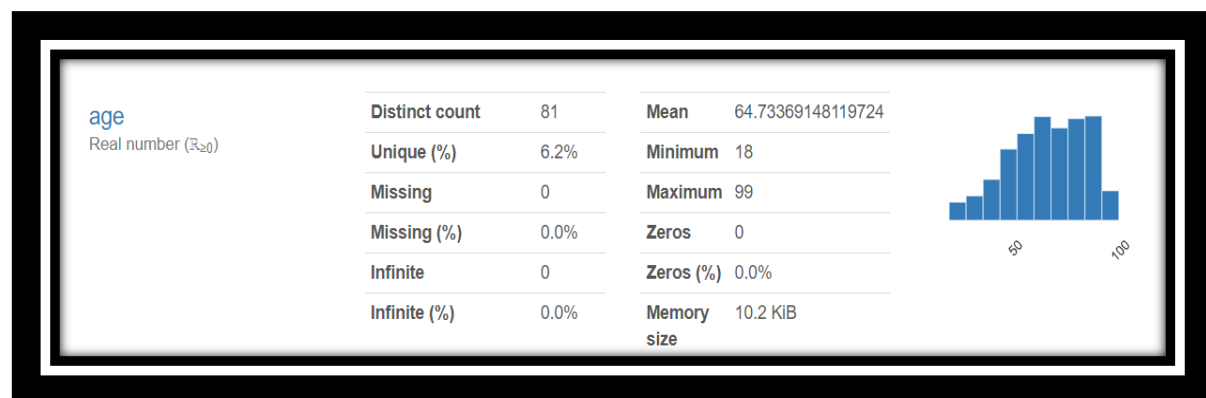 age
Real number (ℝ≥0)
Distinct count 81
Unique (%) 6.2%
Missing 0
Missing (%) 0.0%
Infinite 0
Infinite (%) 0.0%
Mean 64.73369148119724
Minimum 18
Maximum 99
Zeros 0
Zeros (%) 0.0%
Memory size 10.2 KiB
50
100